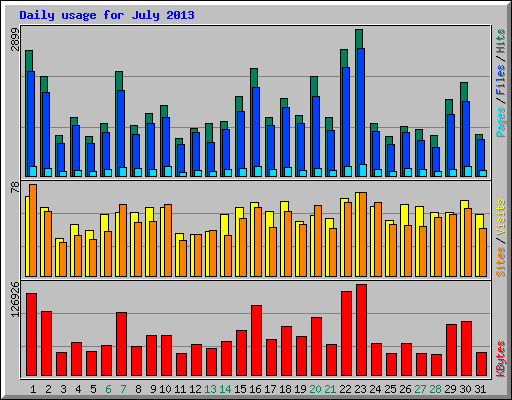 Daily usage for July 2013
2899
Pages / Files / Hits
78
Sites / Visits
126926
KBytes
1 2 3 4 5 6 7 8 9 10 11 12 13 14 15 16 17 18 19 20 21 22 23 24 25 26 27 28 29 30 31